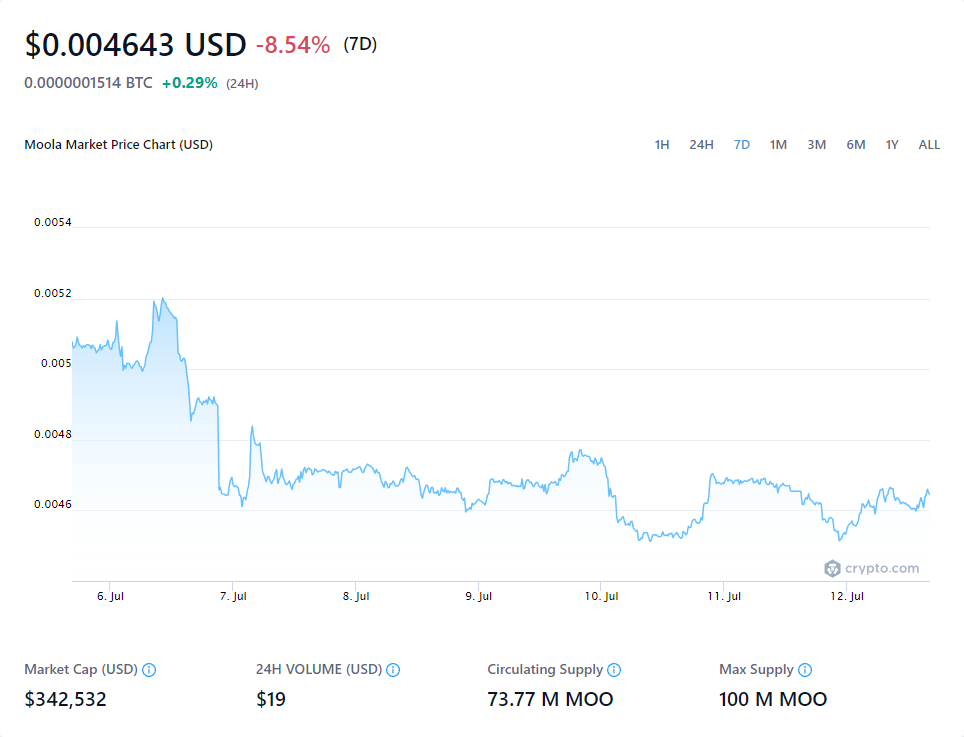 $0.004643 USD -8.54% (7D)
0.0000001514 BTC +0.29% (24H)
Moola Market Price Chart (USD) 1H 24H 7D 1M 3M 6M 1Y ALL
0.0054
0.0052
0.005
0.0048
0.0046
crypto.com
6. Jul 7. Jul 8. Jul 9. Jul 10. Jul 11. Jul 12. Jul
Market Cap (USD) 24H VOLUME (USD) Circulating Supply Max Supply
$342,532 $19 73.77 M MOO 100 M MOO